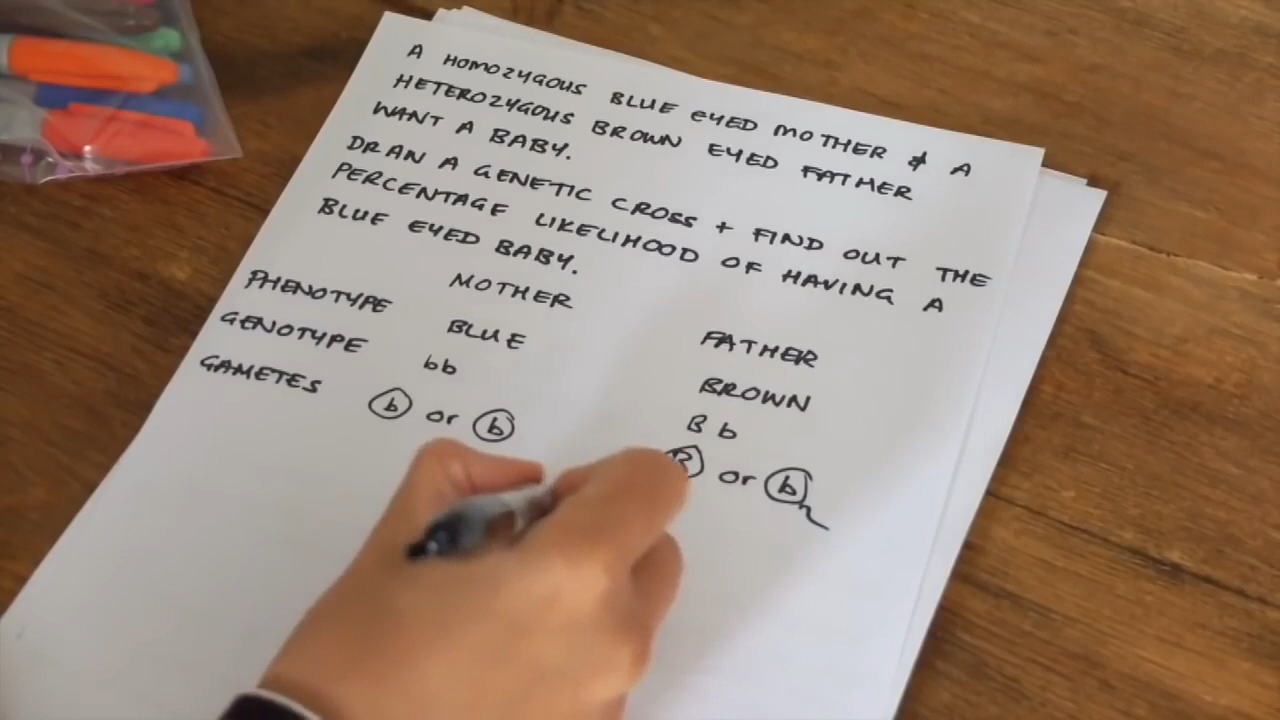 A HOMOZYGOUS BLUE EYED MOTHER & A
HETEROZYGOUS BROWN EYED FATHER
WANT A BABY.
DRAN A GENETIC CROSS + FIND OUT THE
PERCENTAGE LIKELIHOOD OF HAVING A
BLUE EYED BABY.
MOTHER FATHER
PHENOTYPE BLUE BROWN
GENOTYPE bb Bb
GAMETES b or b B or b